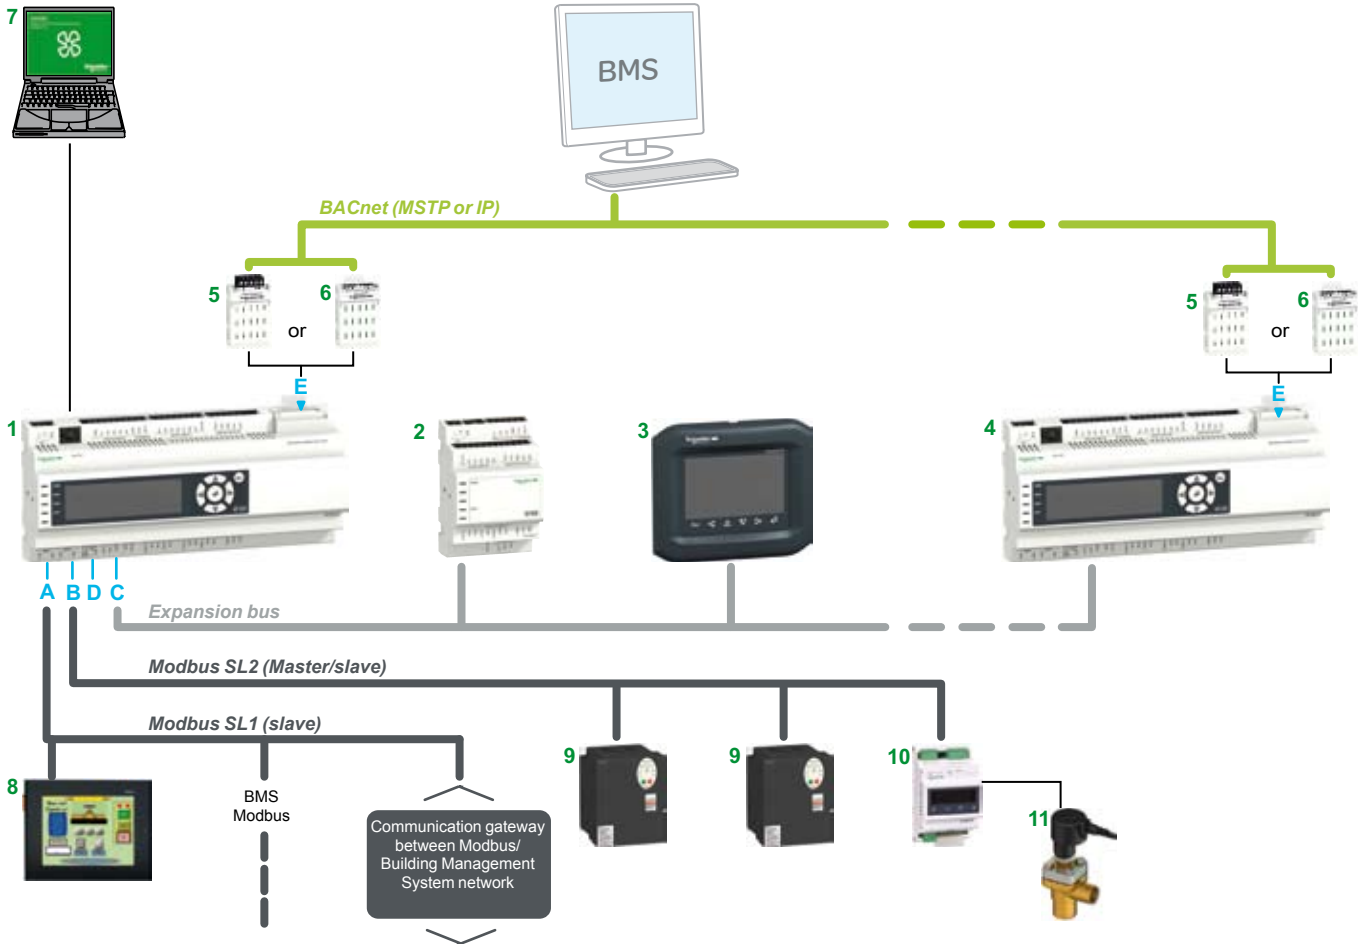 7
BMS
BACnet (MSTP or IP)
5
or
6
5
or
6
E
E
1
2
3
4
A B D C
Expansion bus
Modbus SL2 (Master/slave)
Modbus SL1 (slave)
8
BMS
Modbus
Communication gateway
between Modbus/
Building Management
System network
9
9
10
11